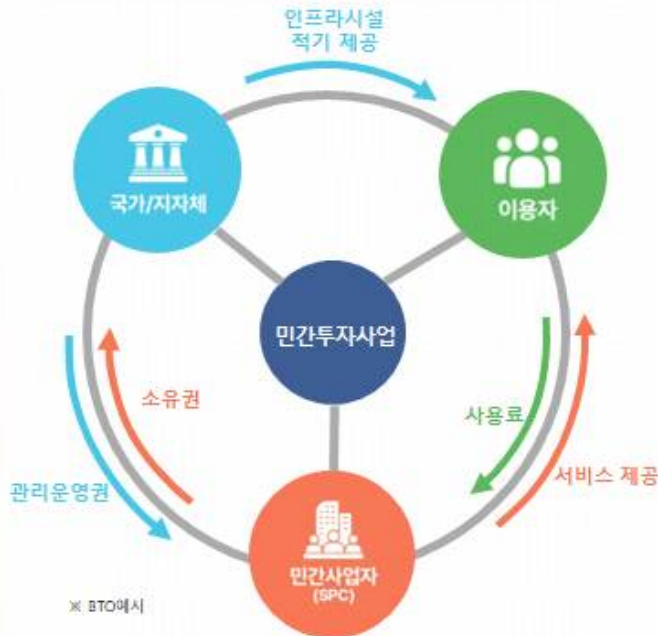 인프라시설
적기 제공
국가/지자체
이용자
민간투자사업
소유권
사용료
관리운영권
서비스 제공
민간사업자
(SPC)
※ BTO예시